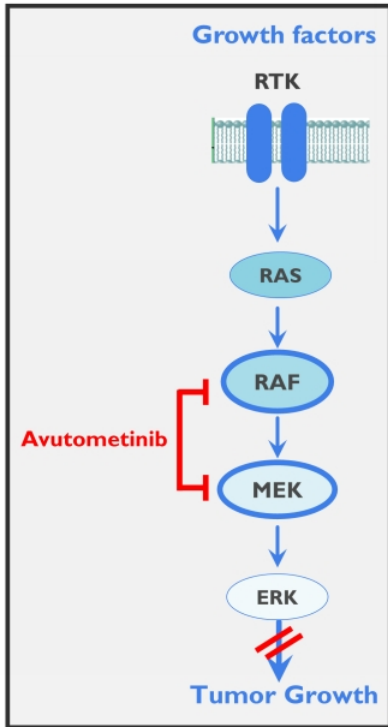 Growth factors
RTK
RAS
RAF
Avutometinib
MEK
ERK
Tumor Growth